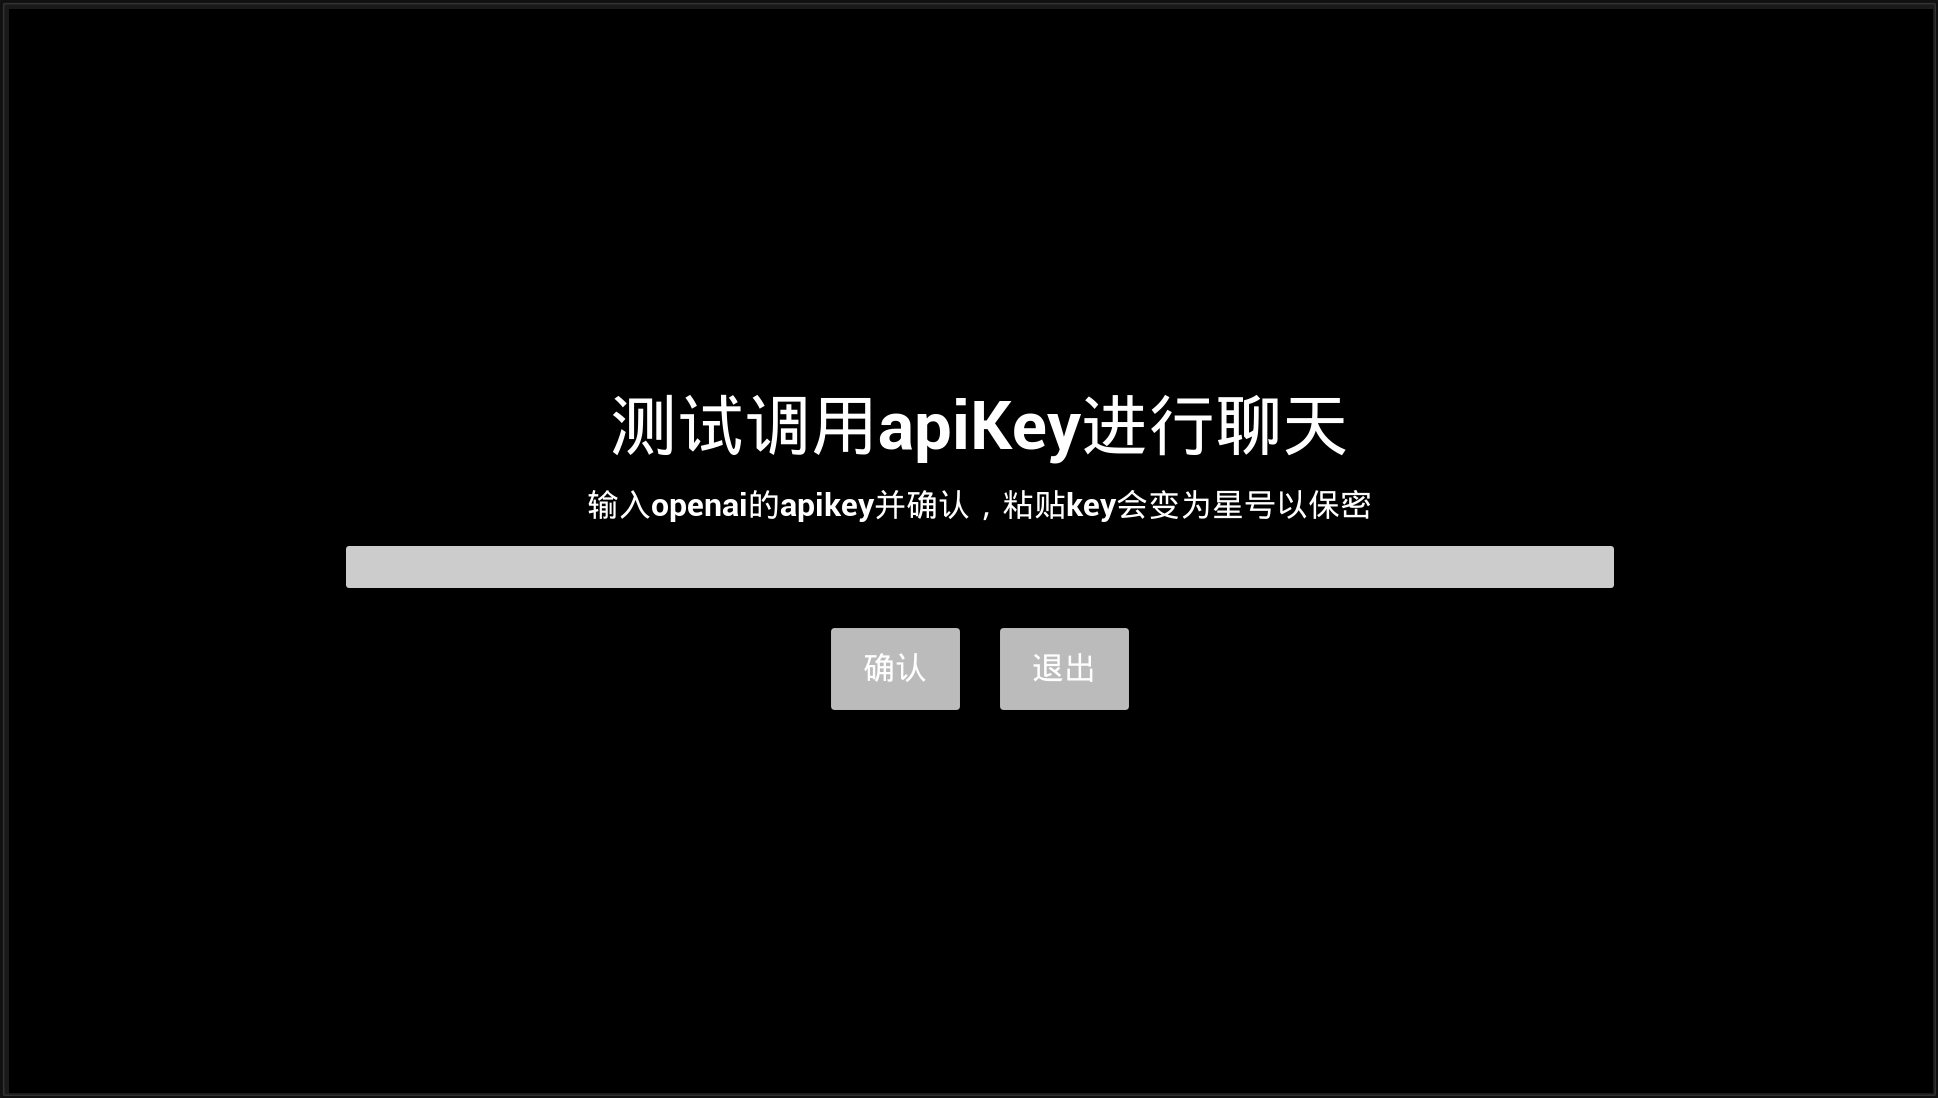 测试调用apiKey进行聊天
输入openai的apikey并确认，粘贴key会变为星号以保密
确认
退出